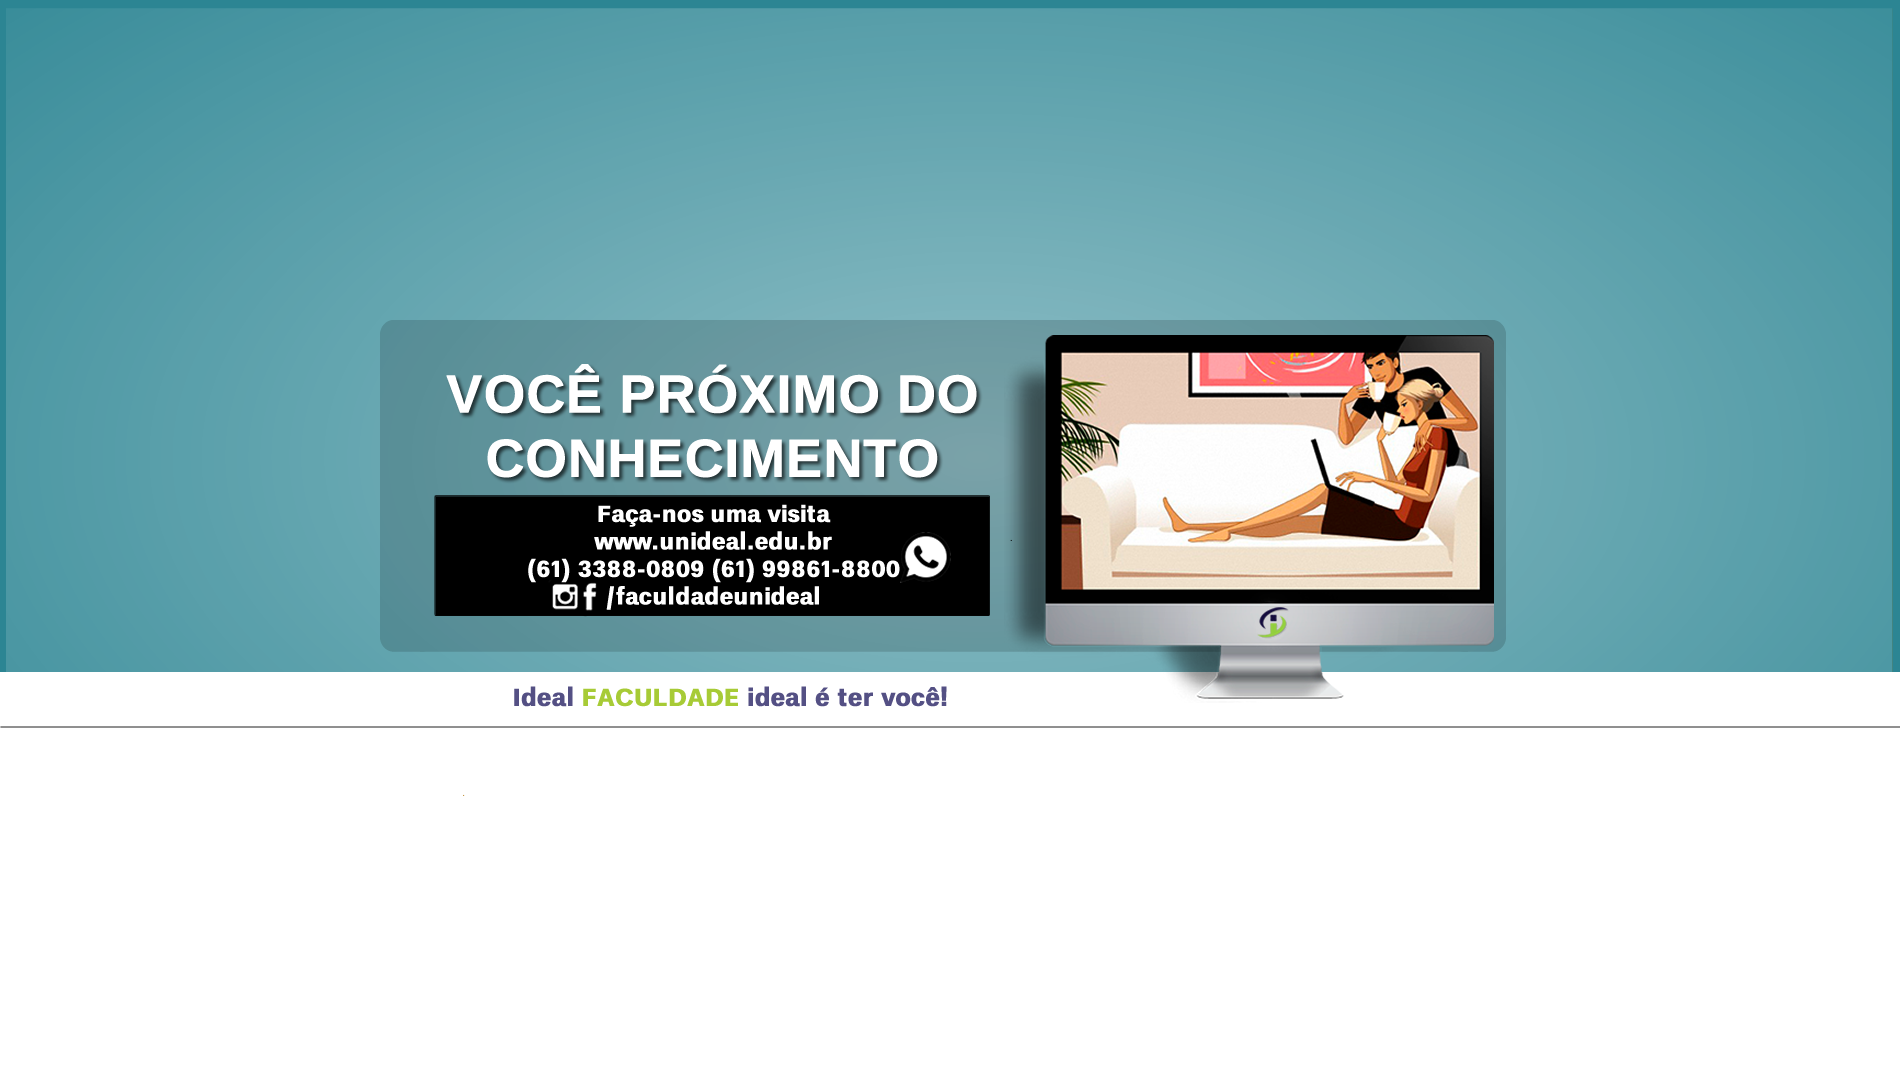 VOCÊ PRÓXIMO DO
CONHECIMENTO
Faça-nos uma visita
www.unideal.edu.br
(61) 3388-0809 (61) 99861-8800
/faculdadeunideal
Ideal FACULDADE ideal é ter você!